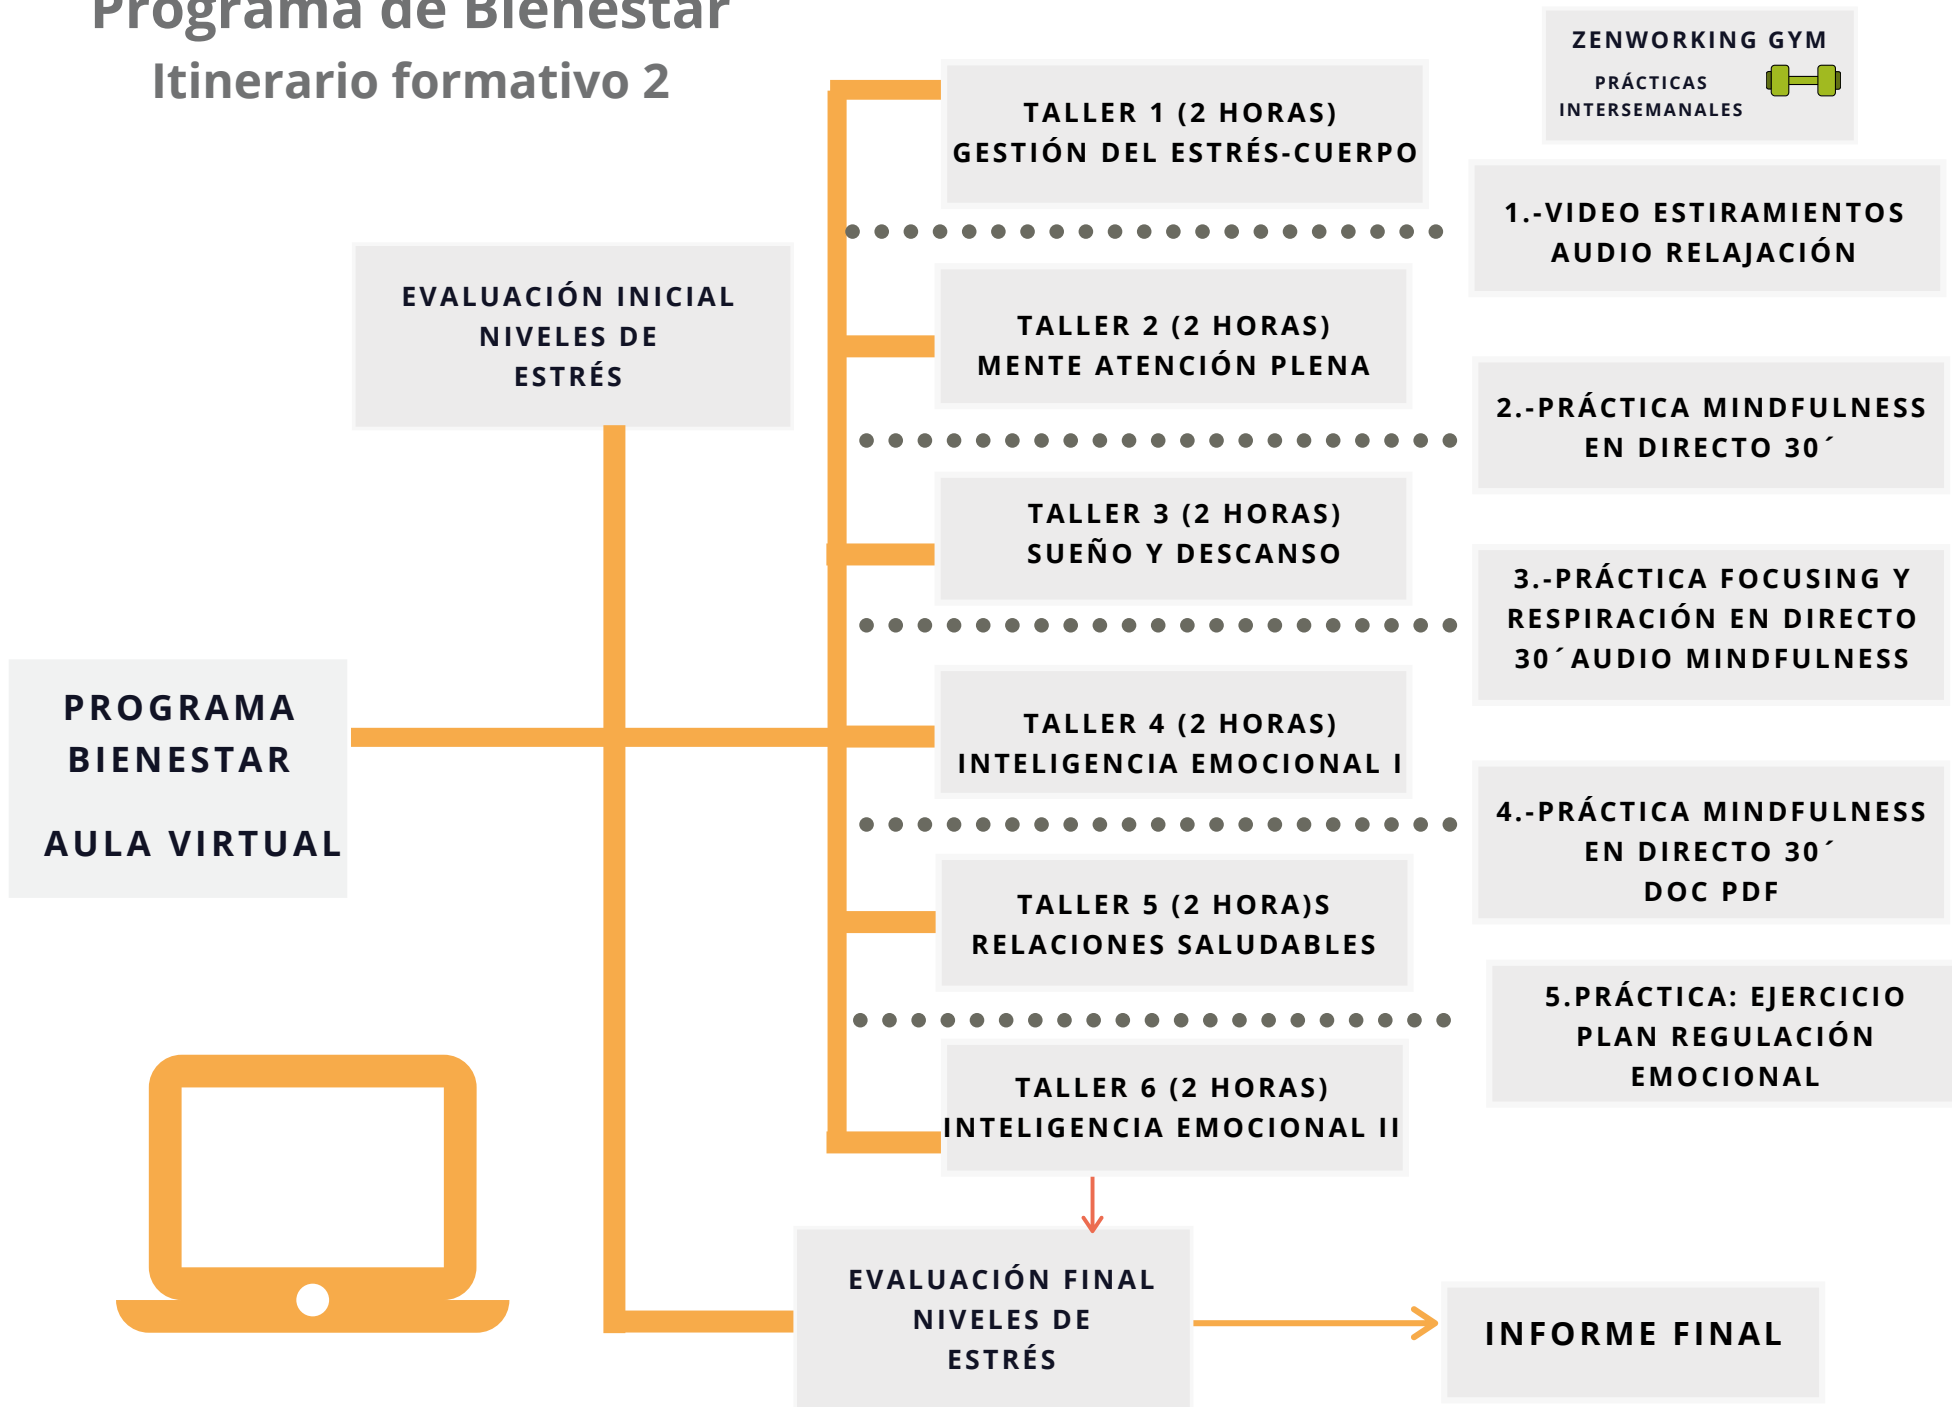 Programa de Bienestar
Itinerario formativo 2
ZENWORKING GYM
PRÁCTICAS
INTERSEMANALES
TALLER 1 (2 HORAS)
GESTIÓN DEL ESTRÉS-CUERPO
1.-VIDEO ESTIRAMIENTOS
AUDIO RELAJACIÓN
EVALUACIÓN INICIAL
NIVELES DE
ESTRÉS
TALLER 2 (2 HORAS)
MENTE ATENCIÓN PLENA
2.-PRÁCTICA MINDFULNESS
EN DIRECTO 30´
TALLER 3 (2 HORAS)
SUEÑO Y DESCANSO
3.-PRÁCTICA FOCUSING Y
RESPIRACIÓN EN DIRECTO
30´AUDIO MINDFULNESS
PROGRAMA
BIENESTAR
AULA VIRTUAL
TALLER 4 (2 HORAS)
INTELIGENCIA EMOCIONAL I
4.-PRÁCTICA MINDFULNESS
EN DIRECTO 30´
DOC PDF
TALLER 5 (2 HORA)S
RELACIONES SALUDABLES
5.PRÁCTICA: EJERCICIO
PLAN REGULACIÓN
EMOCIONAL
TALLER 6 (2 HORAS)
INTELIGENCIA EMOCIONAL II
EVALUACIÓN FINAL
NIVELES DE
ESTRÉS
INFORME FINAL